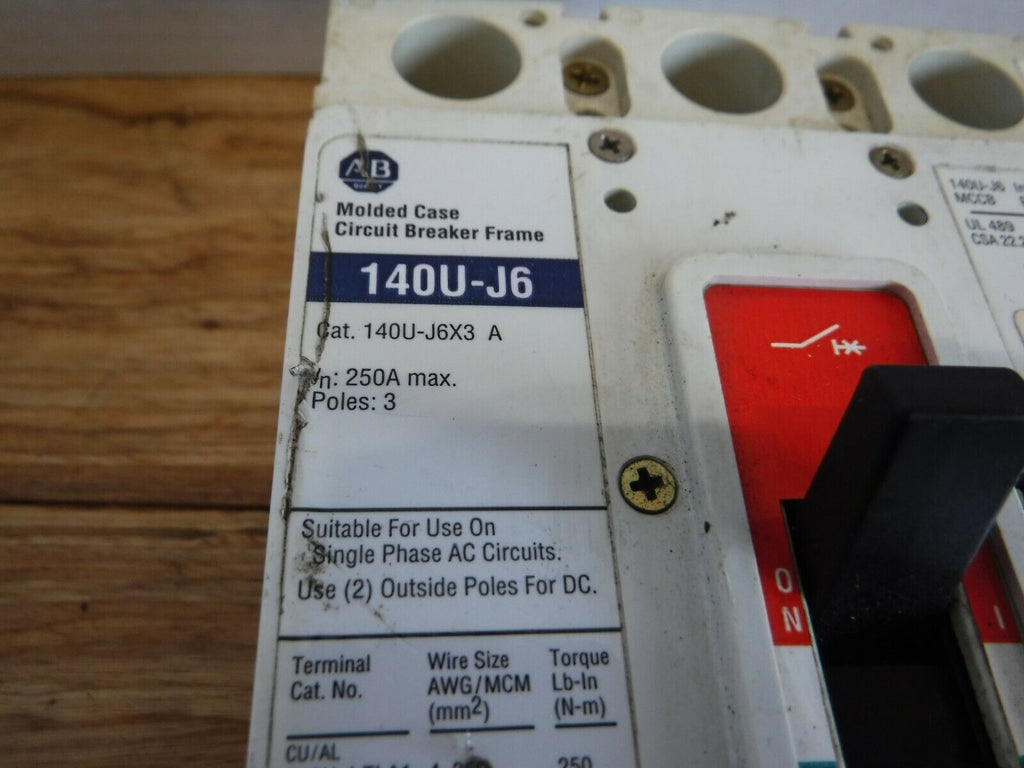 AB
Molded Case
Circuit Breaker Frame
140U-J6
Cat. 140U-J6X3 A
In: 250A max.
Poles: 3
Suitable For Use On
Single Phase AC Circuits.
Use (2) Outside Poles For DC.
Terminal Cat. No.
Wire Size AWG/MCM (mm2)
Torque Lb-In (N-m)
CU/AL
250
140U-J6
MCCB
UL 489
CSA 22.2
O
N
I